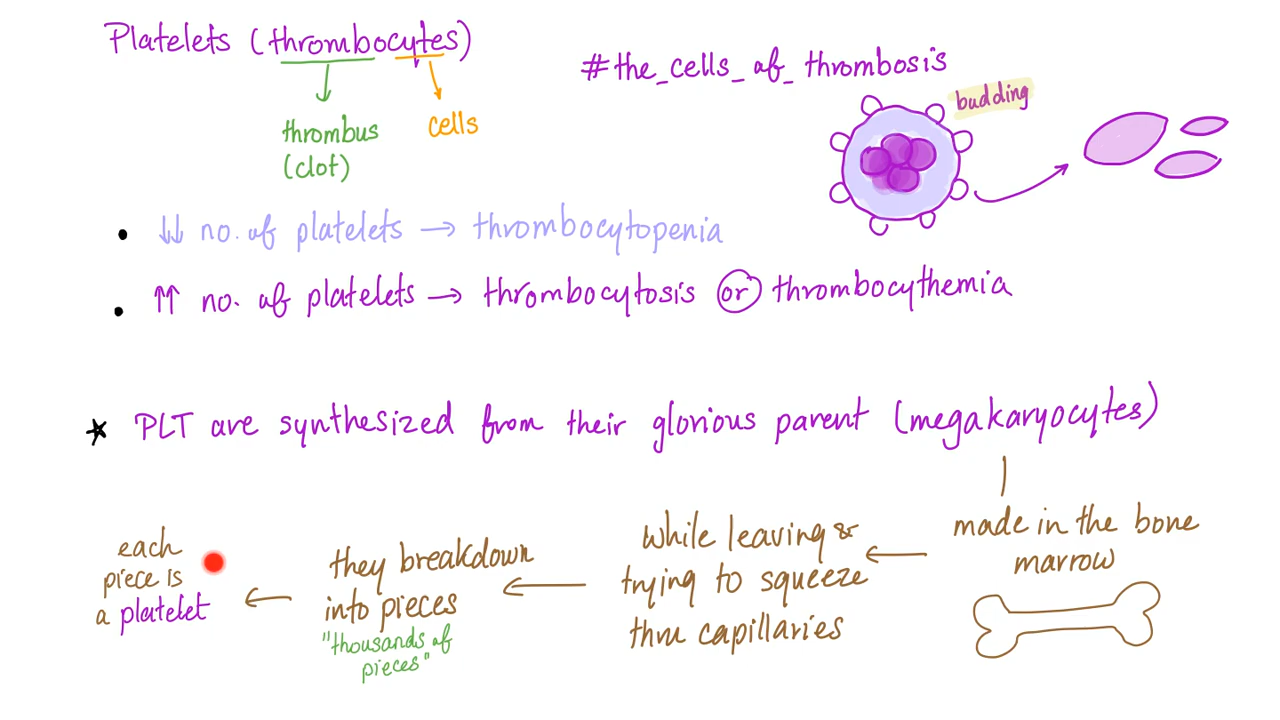 Platelets (thrombocytes)
#the_cells_of_thrombosis
thrombus
(clot)
cells
budding
• ↓↓ no. of platelets → thrombocytopenia
• ↑↑ no. of platelets → thrombocytosis or thrombocythemia
★ PLT are synthesized from their glorious parent (megakaryocytes)
made in the bone
marrow
while leaving &
trying to squeeze
thru capillaries
they breakdown
into pieces
"thousands of
pieces"
each
piece is
a platelet